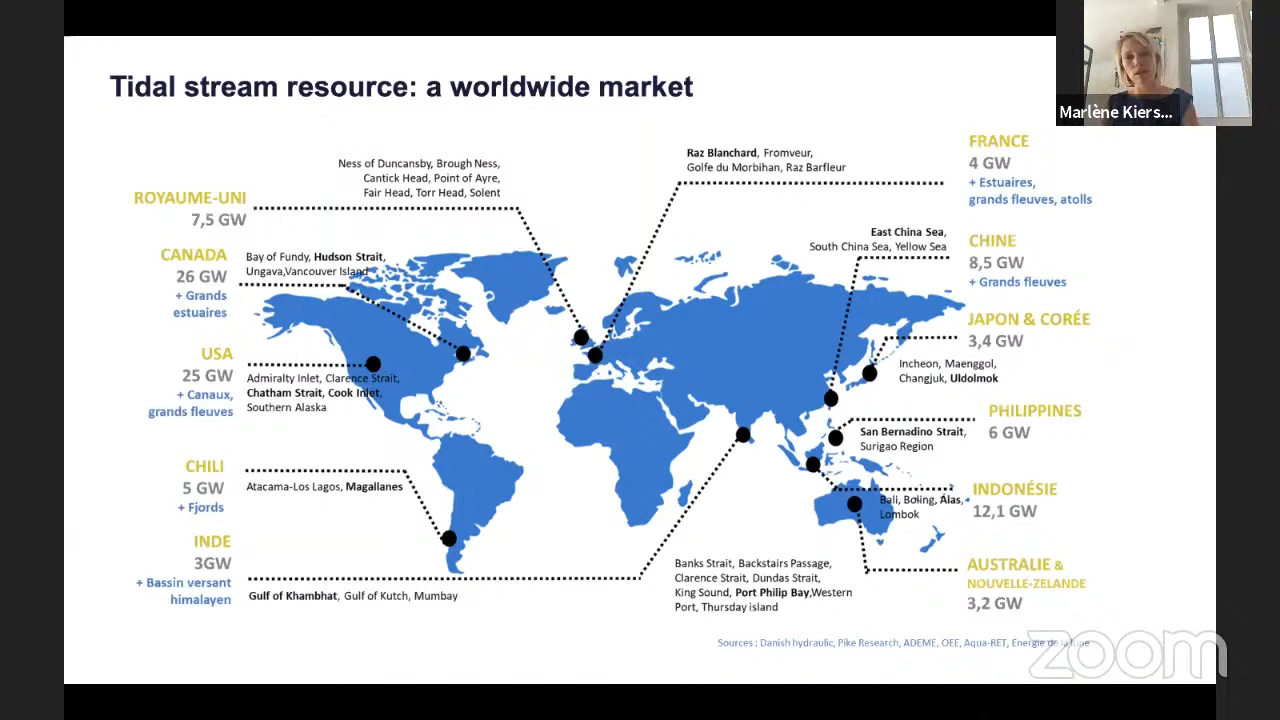 Tidal stream resource: a worldwide market
Marlène Kiers...
Ness of Duncansby, Brough Ness,
Cantick Head, Point of Ayre,
Fair Head, Torr Head, Solent
ROYAUME-UNI
7,5 GW
Raz Blanchard, Fromveur,
Golfe du Morbihan, Raz Barfleur
FRANCE
4 GW
+ Estuaires,
grands fleuves, atolls
CANADA
26 GW
+ Grands
estuaires
Bay of Fundy, Hudson Strait,
Ungava,Vancouver Island
East China Sea,
South China Sea, Yellow Sea
CHINE
8,5 GW
+ Grands fleuves
USA
25 GW
+ Canaux,
grands fleuves
Admiralty Inlet, Clarence Strait,
Chatham Strait, Cook Inlet,
Southern Alaska
JAPON & CORÉE
3,4 GW
Incheon, Maenggol,
Changjuk, Uldolmok
PHILIPPINES
6 GW
San Bernadino Strait,
Surigao Region
CHILI
5 GW
+ Fjords
Atacama-Los Lagos, Magallanes
INDONÉSIE
12,1 GW
Bali, Boling, Alas,
Lombok
INDE
3GW
+ Bassin versant
himalayen
Gulf of Khambhat, Gulf of Kutch, Mumbay
Banks Strait, Backstairs Passage,
Clarence Strait, Dundas Strait,
King Sound, Port Philip Bay,Western
Port, Thursday island
AUSTRALIE &
NOUVELLE-ZELANDE
3,2 GW
Sources : Danish hydraulic, Pike Research, ADEME, OEE, Aqua-RET, Energie de la lune
zoom